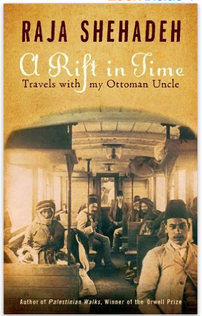 RAJA SHEHADEH
A Rift in Time
Travels with my Ottoman Uncle
Author of Palestinian Walks, Winner of the Orwell Prize